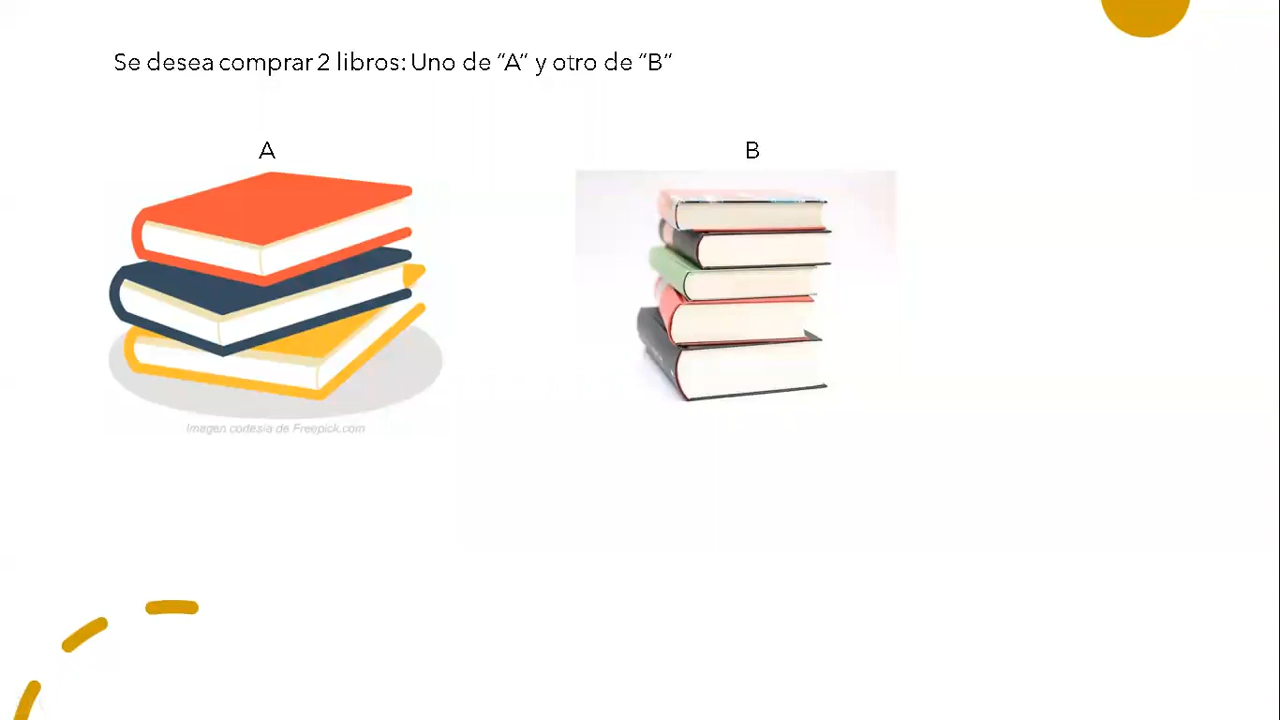 Se desea comprar 2 libros: Uno de “A” y otro de “B”
A
B
Imagen cortesía de Freepick.com